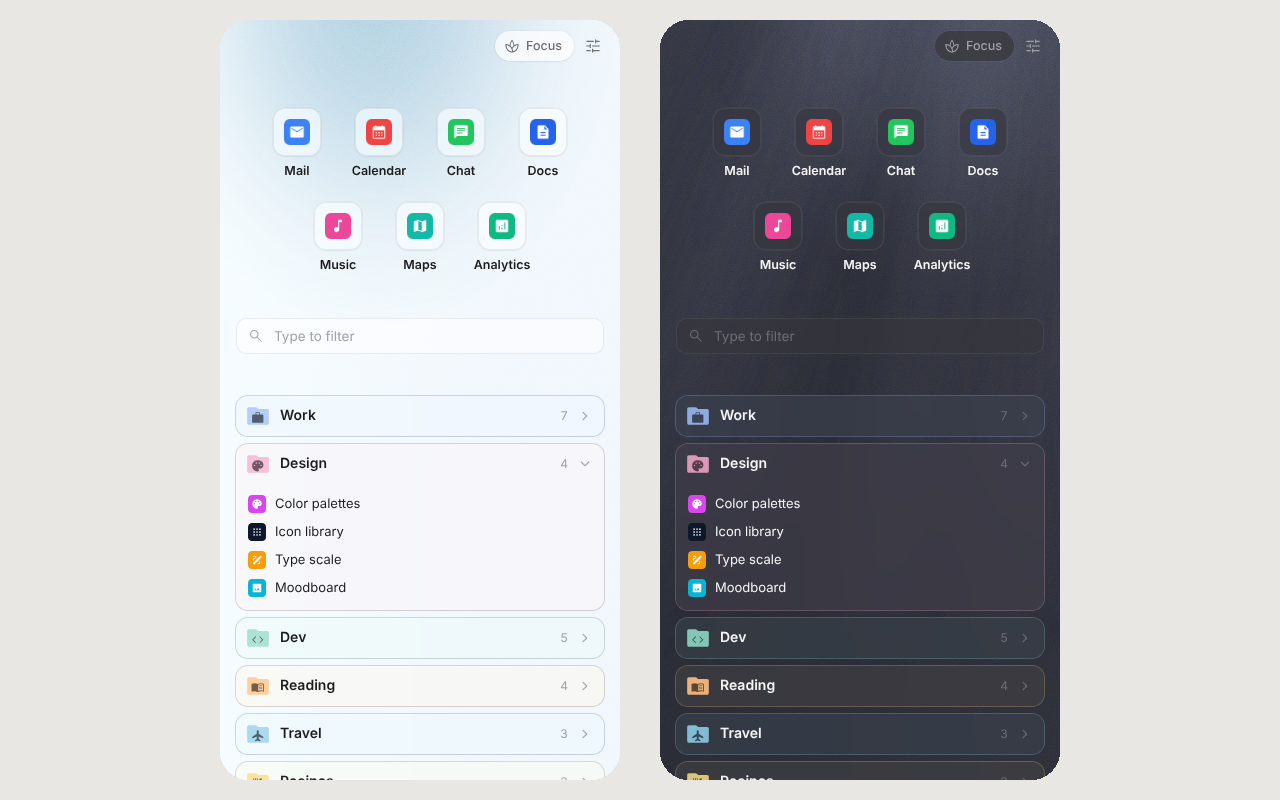 Focus
Mail Calendar Chat Docs
Music Maps Analytics
Type to filter
Work 7
Design 4
Color palettes
Icon library
Type scale
Moodboard
Dev 5
Reading 4
Travel 3
Focus
Mail Calendar Chat Docs
Music Maps Analytics
Type to filter
Work 7
Design 4
Color palettes
Icon library
Type scale
Moodboard
Dev 5
Reading 4
Travel 3